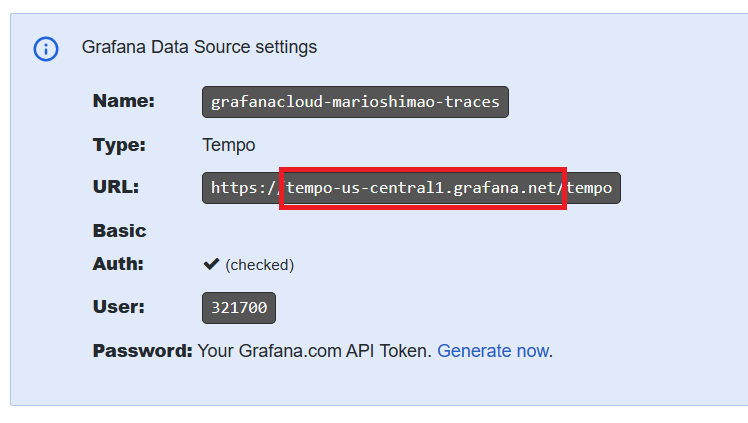 Grafana Data Source settings
Name: grafanacloud-marioshimao-traces
Type: Tempo
URL: https://tempo-us-central1.grafana.net/tempo
Basic
Auth: (checked)
User: 321700
Password: Your Grafana.com API Token. Generate now.